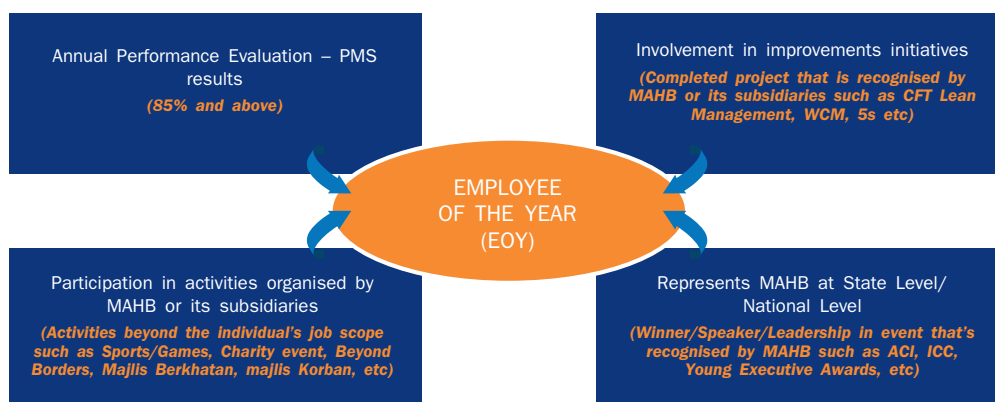 Annual Performance Evaluation – PMS
results
(85% and above)
Involvement in improvements initiatives
(Completed project that is recognised by
MAHB or its subsidiaries such as CFT Lean
Management, WCM, 5s etc)
EMPLOYEE
OF THE YEAR
(EOY)
Participation in activities organised by
MAHB or its subsidiaries
(Activities beyond the individual's job scope
such as Sports/Games, Charity event, Beyond
Borders, Majlis Berkhatan, majlis Korban, etc)
Represents MAHB at State Level/
National Level
(Winner/Speaker/Leadership in event that's
recognised by MAHB such as ACI, ICC,
Young Executive Awards, etc)